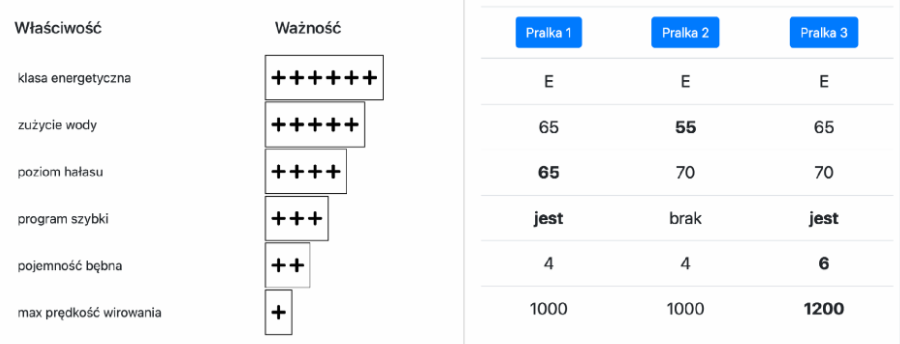 Właściwość Ważność Pralka 1 Pralka 2 Pralka 3
klasa energetyczna ++++++ E E E
zużycie wody +++++ 65 55 65
poziom hałasu ++++ 65 70 70
program szybki +++ jest brak jest
pojemność bębna ++ 4 4 6
max prędkość wirowania + 1000 1000 1200